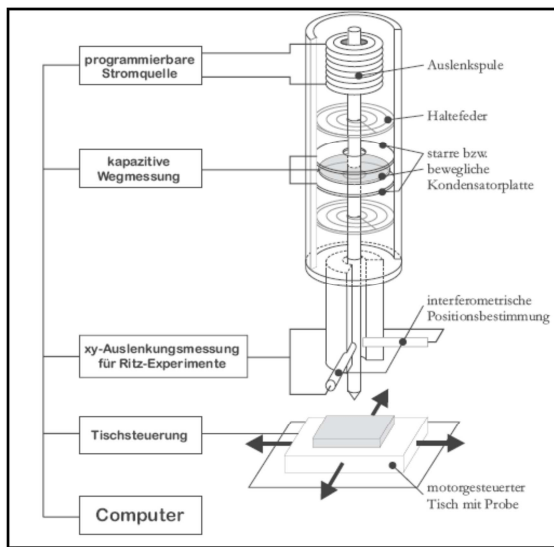 programmierbare
Stromquelle
Auslenkspule
Haltefeder
kapazitive
Wegmessung
starre bzw.
bewegliche
Kondensatorplatte
interferometrische
Positionsbestimmung
xy-Auslenkungsmessung
für Ritz-Experimente
Tischsteuerung
motorgesteuerter
Tisch mit Probe
Computer